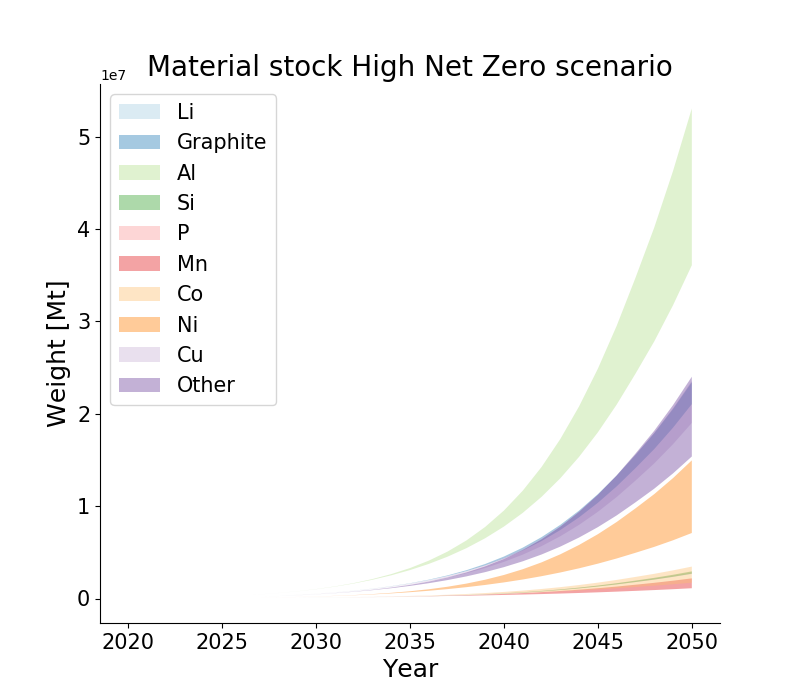 Material stock High Net Zero scenario
1e7
Li
Graphite
Al
Si
P
Mn
Co
Ni
Cu
Other
5
4
3
2
1
0
Weight [Mt]
2020 2025 2030 2035 2040 2045 2050
Year